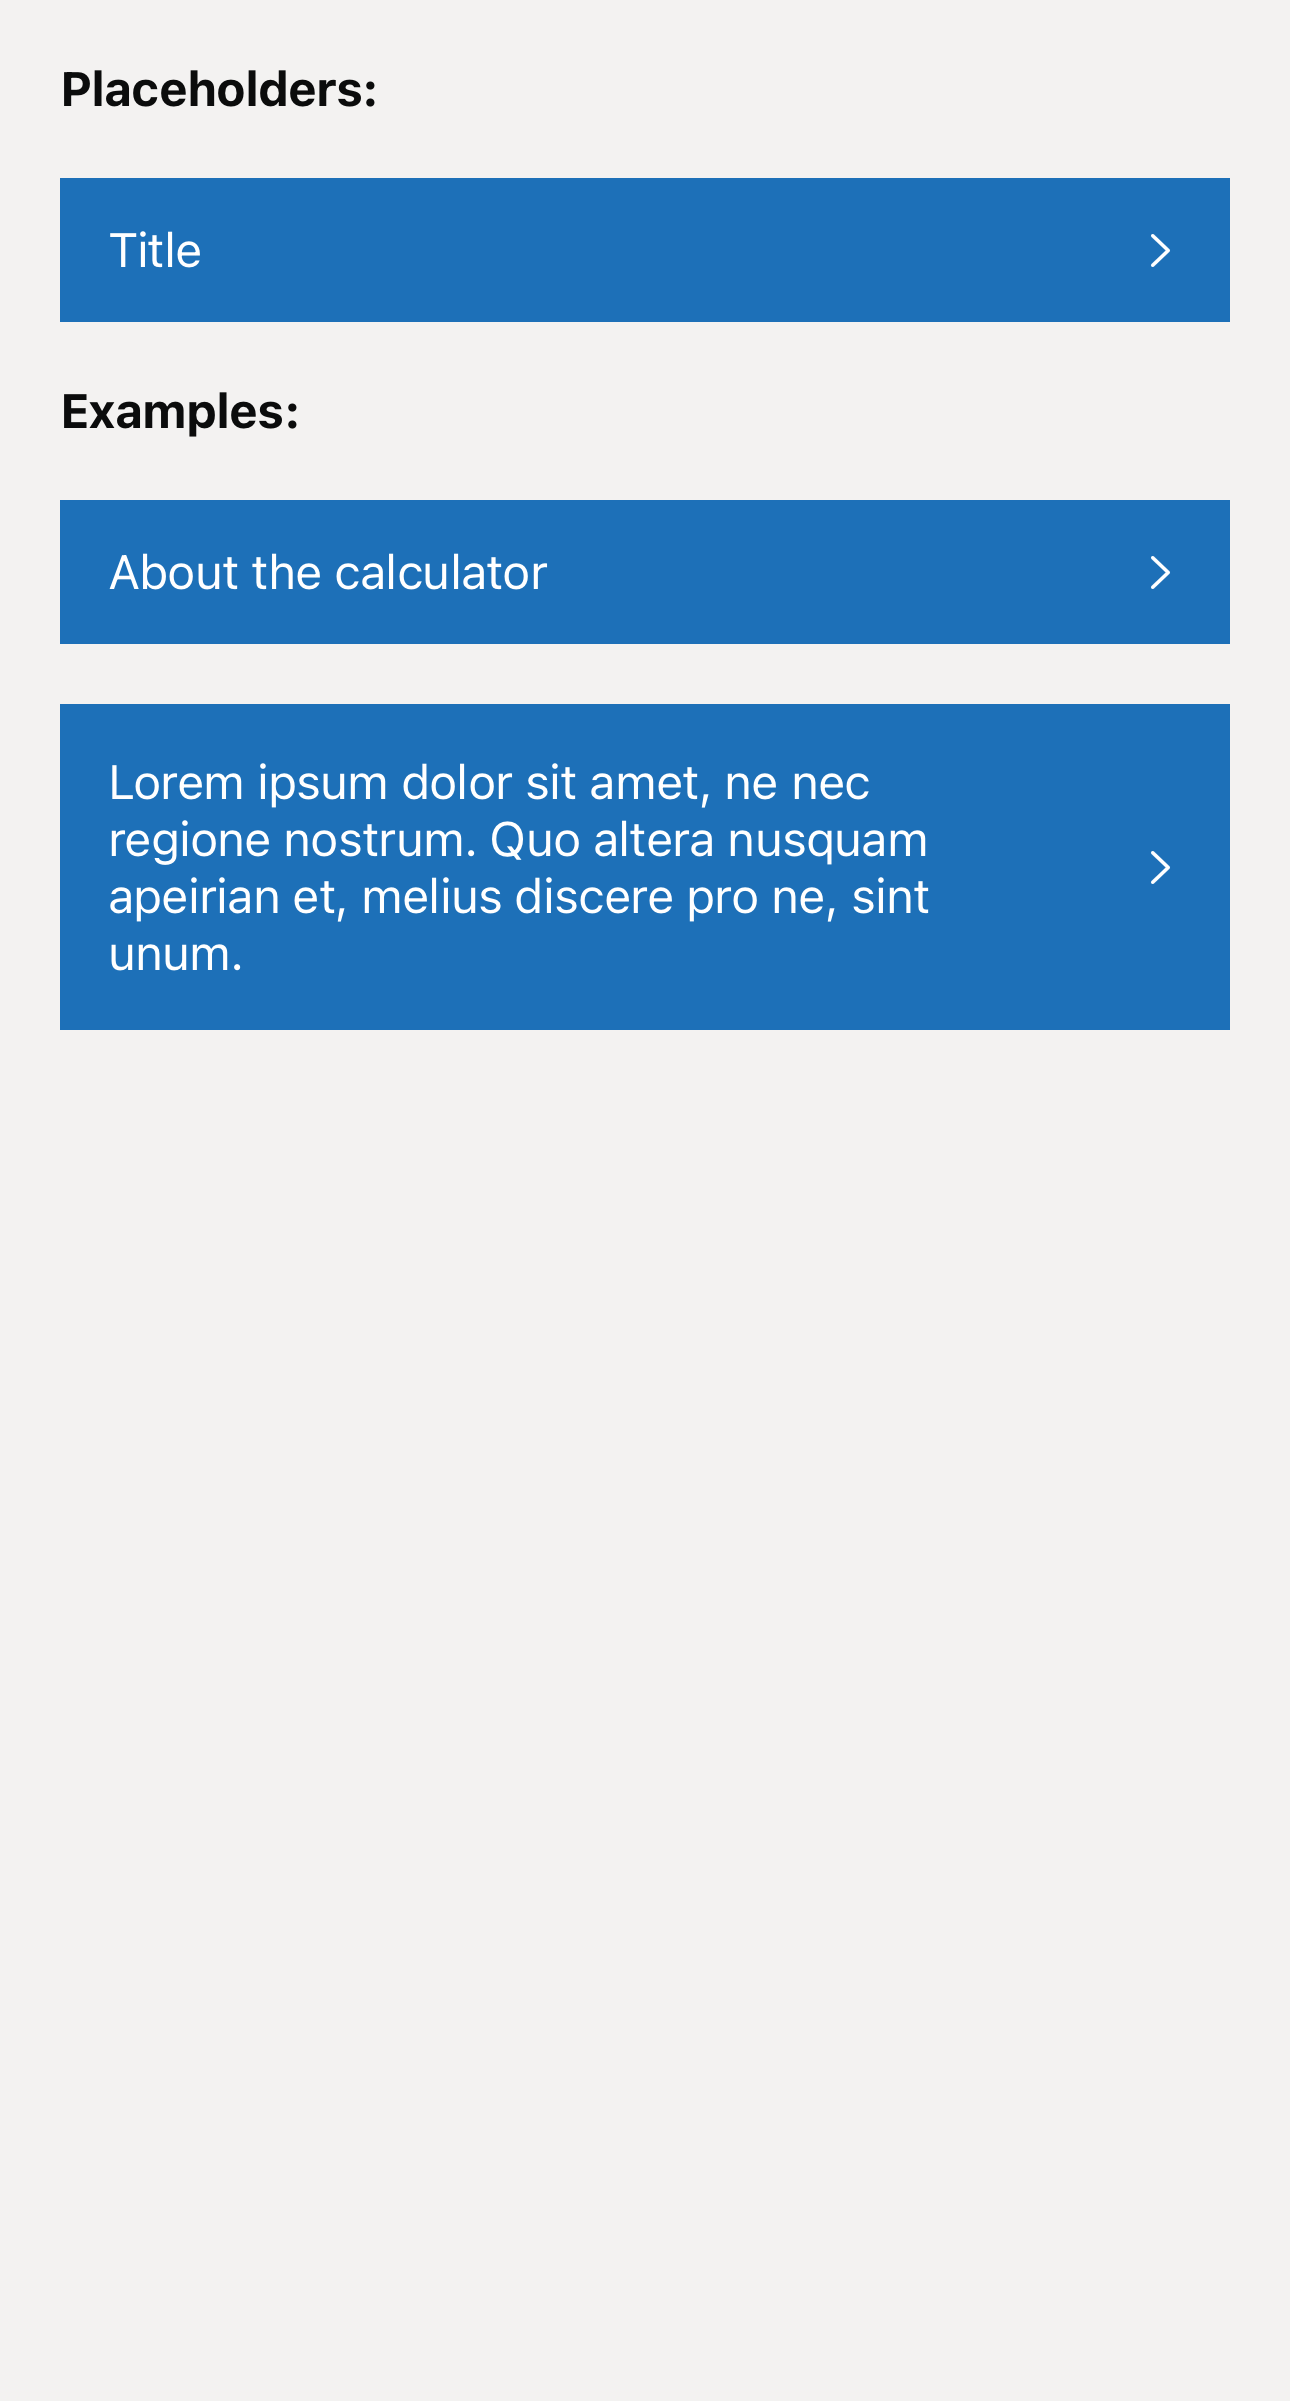 Placeholders:
Title
Examples:
About the calculator
Lorem ipsum dolor sit amet, ne nec
regione nostrum. Quo altera nusquam
apeirian et, melius discere pro ne, sint
unum.